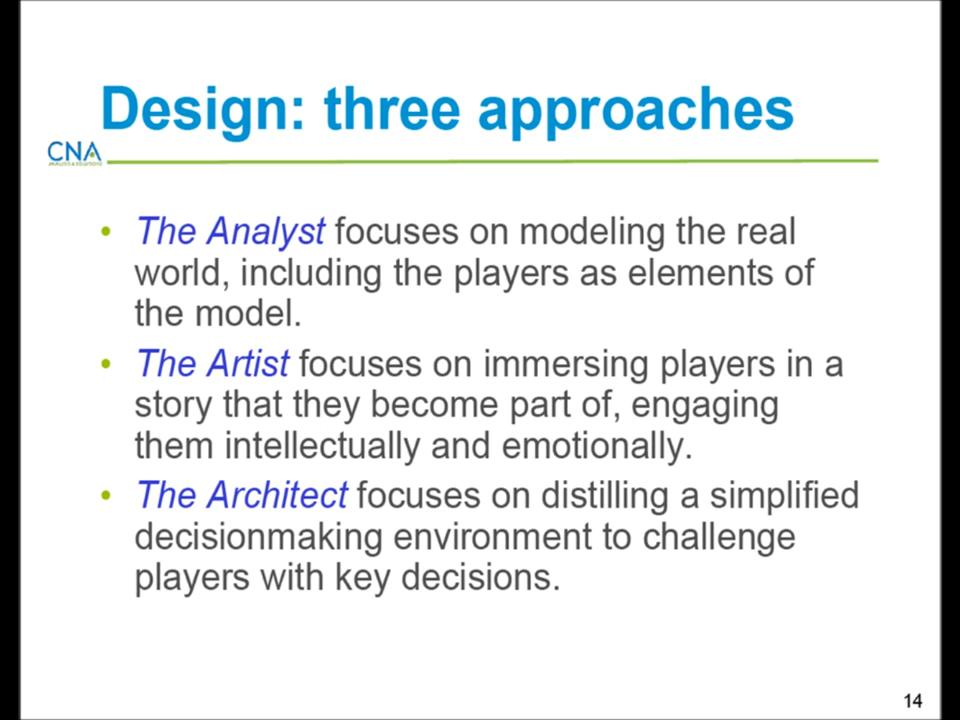 Design: three approaches
CNA
• The Analyst focuses on modeling the real
world, including the players as elements of
the model.
• The Artist focuses on immersing players in a
story that they become part of, engaging
them intellectually and emotionally.
• The Architect focuses on distilling a simplified
decisionmaking environment to challenge
players with key decisions.
14